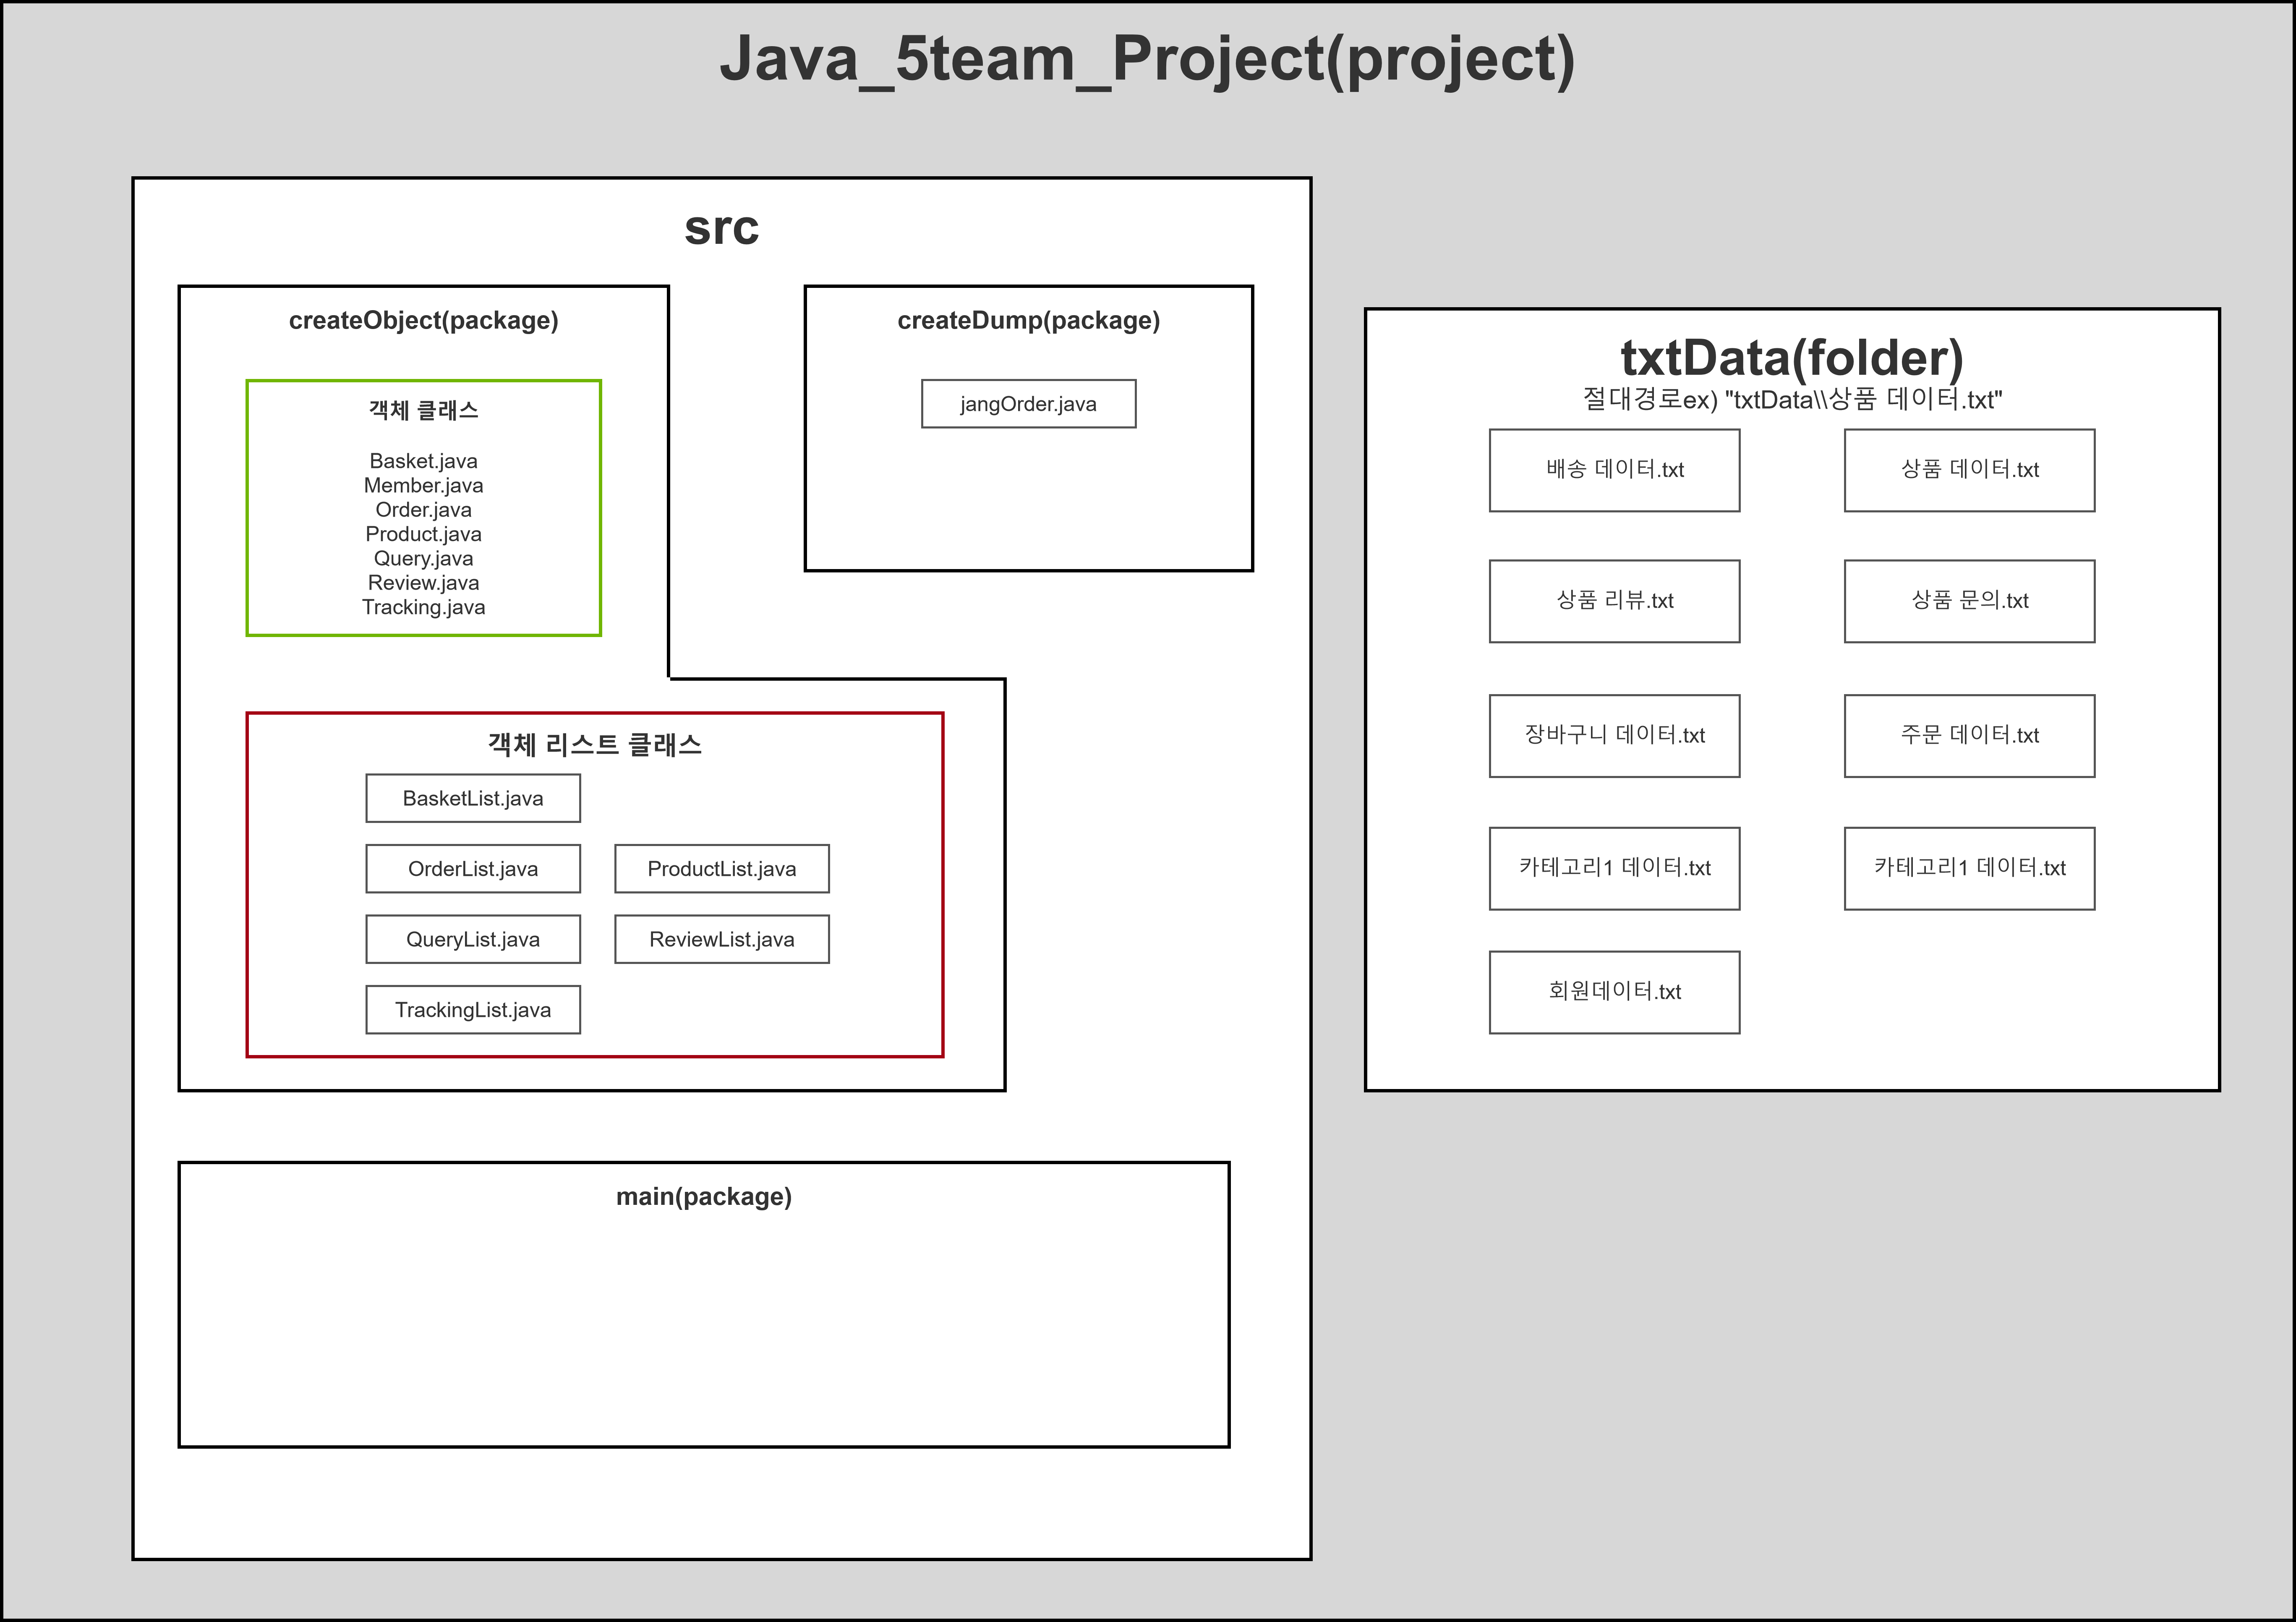 Java_5team_Project(project)
src
createObject(package)
객체 클래스
Basket.java
Member.java
Order.java
Product.java
Query.java
Review.java
Tracking.java
객체 리스트 클래스
BasketList.java
OrderList.java
ProductList.java
QueryList.java
ReviewList.java
TrackingList.java
createDump(package)
jangOrder.java
main(package)
txtData(folder)
절대경로ex) "txtData\\상품 데이터.txt"
배송 데이터.txt
상품 데이터.txt
상품 리뷰.txt
상품 문의.txt
장바구니 데이터.txt
주문 데이터.txt
카테고리1 데이터.txt
카테고리1 데이터.txt
회원데이터.txt